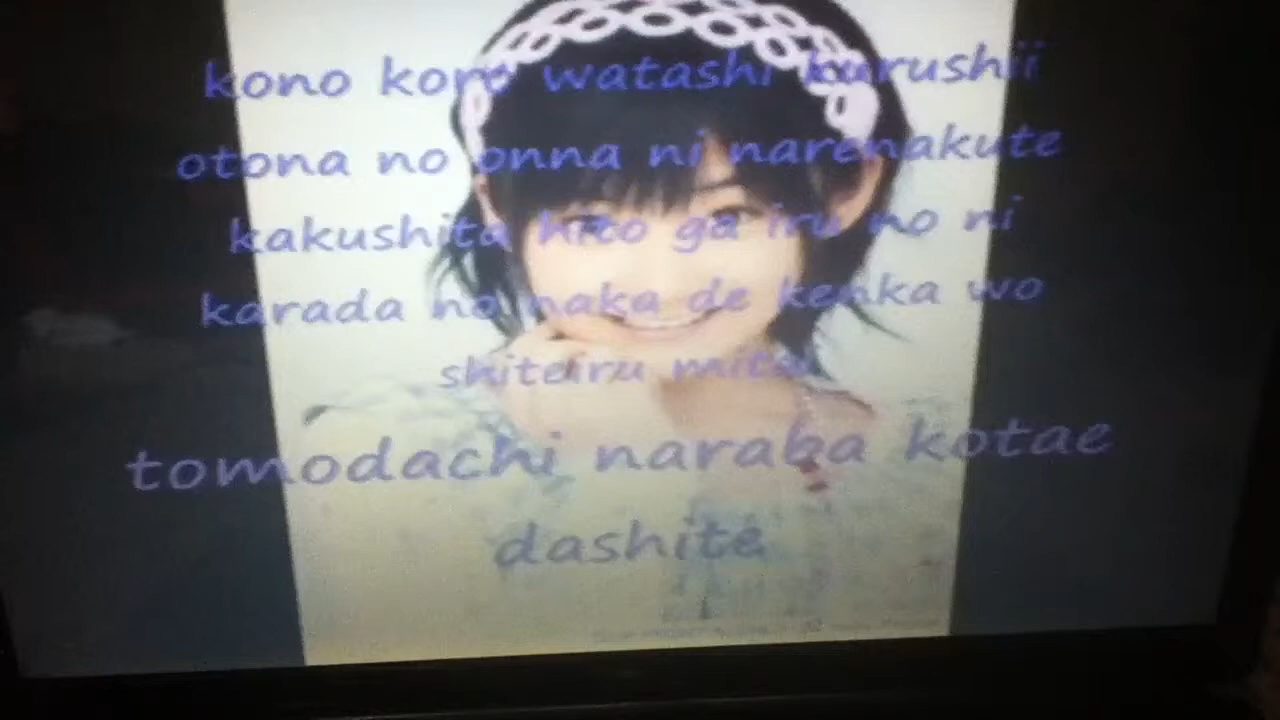 kono koro watashi kurushii
otona no onna ni narenakute
kakushita hito ga iru no ni
karada no naka de kenka wo
shiteiru mitai
tomodachi naraba kotae
dashite